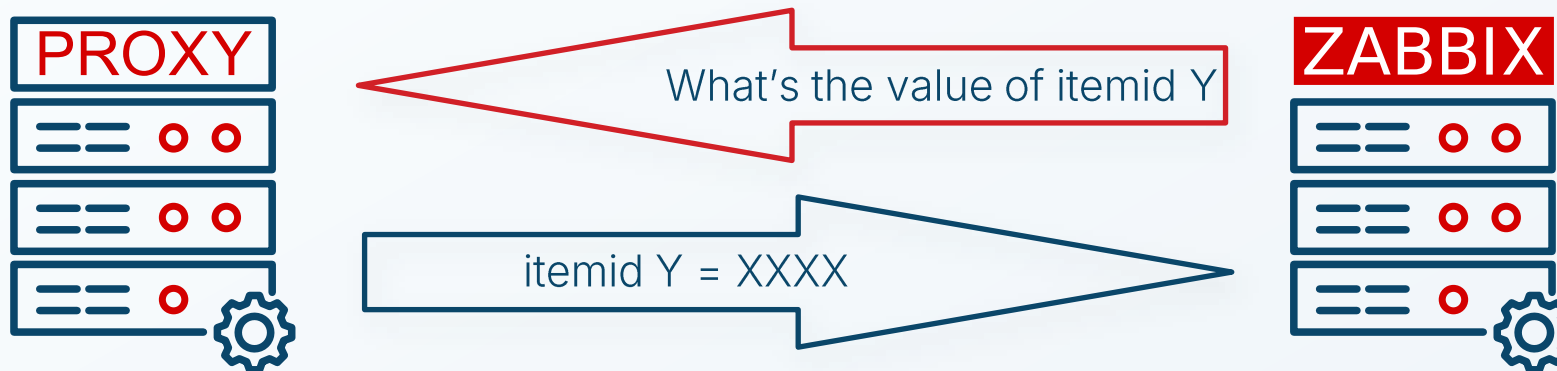 PROXY
What's the value of itemid Y
ZABBIX
itemid Y = XXXX